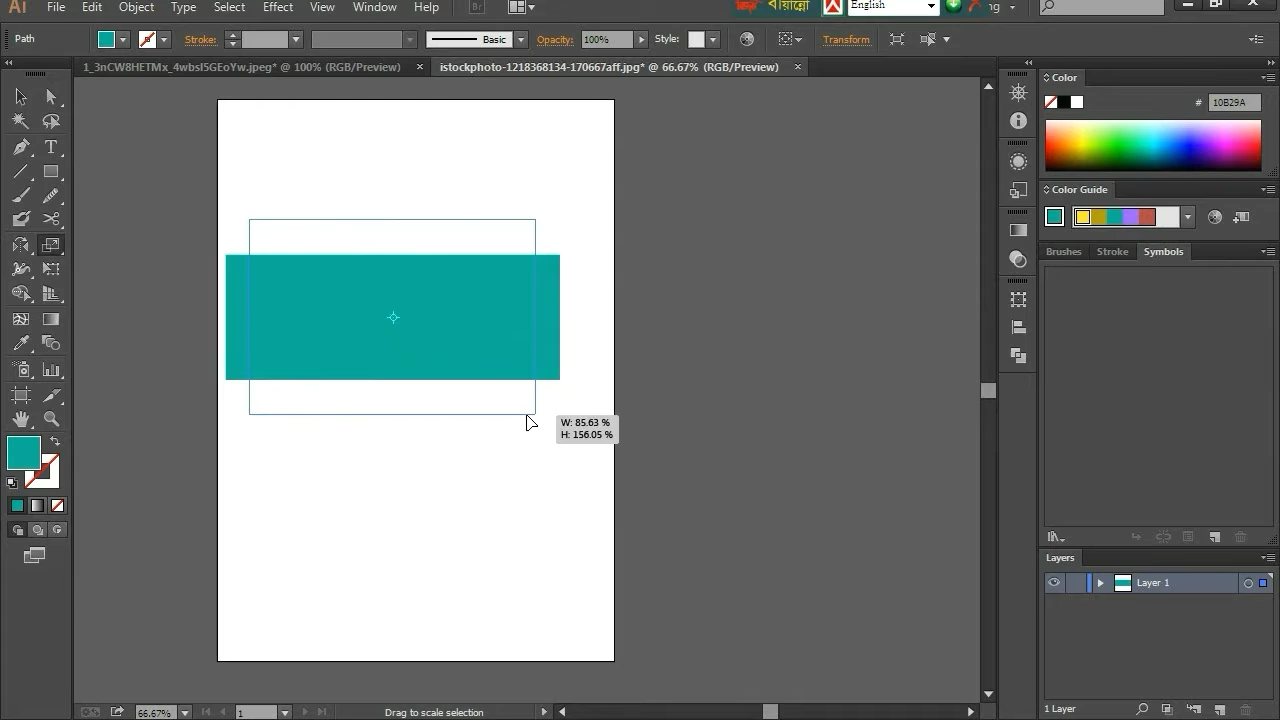 Ai File Edit Object Type Select Effect View Window Help Br বায়ান্নো English ng
Path Stroke: Basic Opacity: 100% Style: Transform
1_3nCW8HETMx_4wbsI5GEoYw.jpeg* @ 100% (RGB/Preview) × istockphoto-1218368134-170667aff.jpg* @ 66.67% (RGB/Preview) ×
Color
# 10B29A
Color Guide
Brushes Stroke Symbols
W: 85.63 %
H: 156.05 %
Layers
Layer 1
66.67% 1 Drag to scale selection 1 Layer